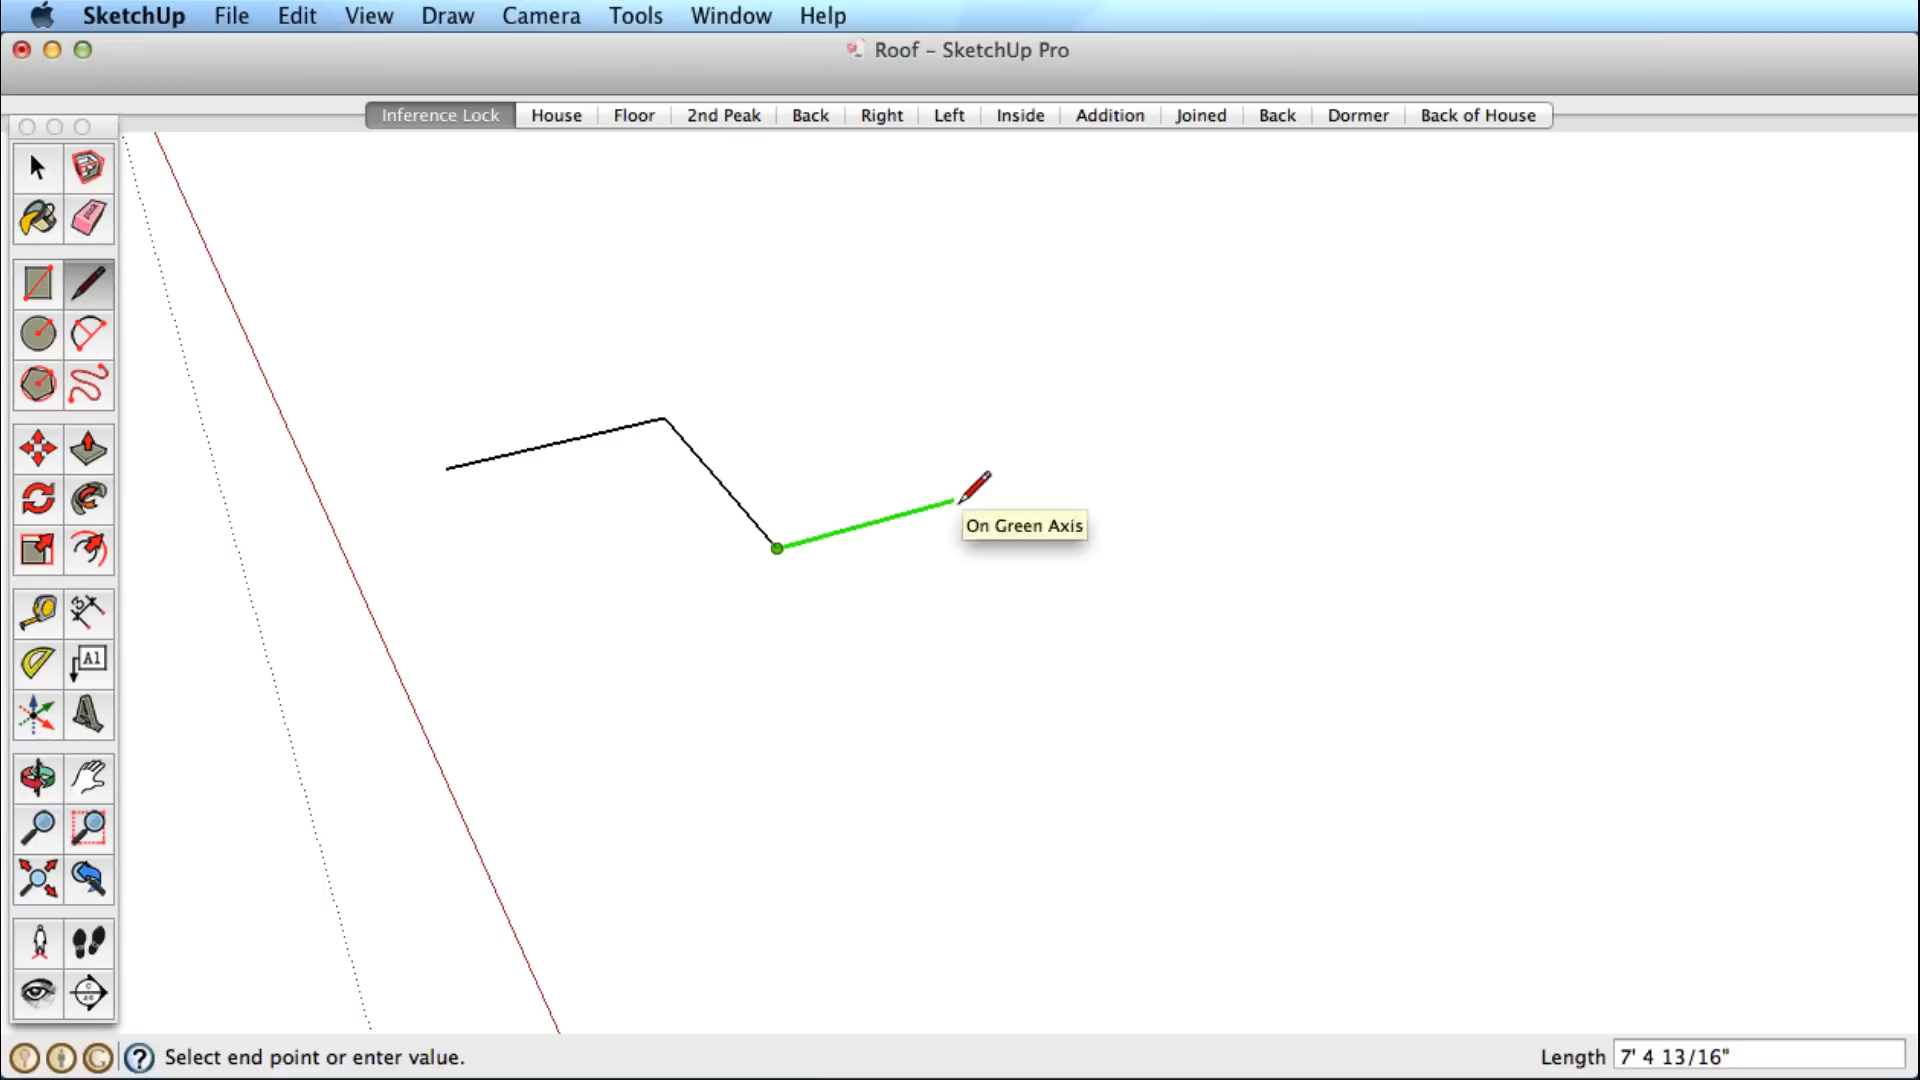 SketchUp File Edit View Draw Camera Tools Window Help
Roof – SketchUp Pro
Inference Lock House Floor 2nd Peak Back Right Left Inside Addition Joined Back Dormer Back of House
On Green Axis
A1
Select end point or enter value.
Length 7' 4 13/16"